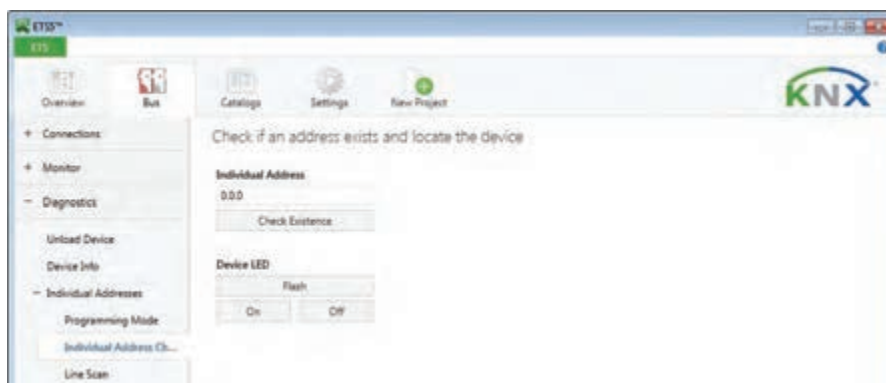 ETS5™
ETS
Overview
Bus
Catalogs
Settings
New Project
KNX
+ Connections
+ Monitor
− Diagnostics
Unload Device
Device Info
− Individual Addresses
Programming Mode
Individual Address Ch...
Line Scan
Check if an address exists and locate the device
Individual Address
0.0.0
Check Existence
Device LED
Flash
On
Off